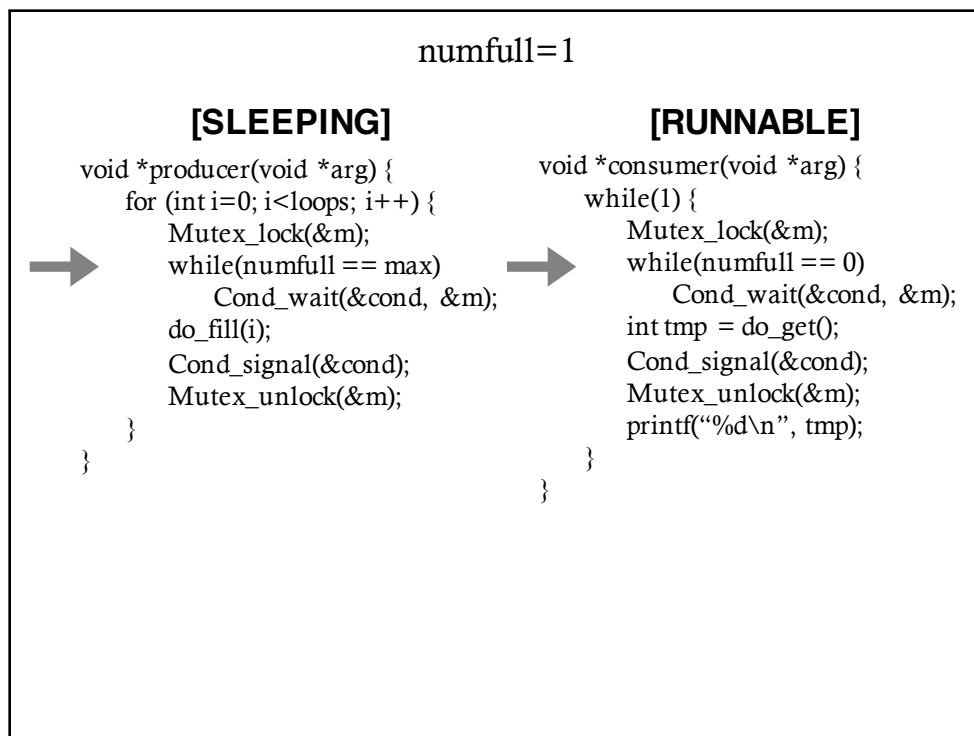 numfull=1
[SLEEPING]
void *producer(void *arg) {
for (int i=0; i<loops; i++) {
Mutex_lock(&m);
while(numfull == max)
Cond_wait(&cond, &m);
do_fill(i);
Cond_signal(&cond);
Mutex_unlock(&m);
}
}
[RUNNABLE]
void *consumer(void *arg) {
while(1) {
Mutex_lock(&m);
while(numfull == 0)
Cond_wait(&cond, &m);
int tmp = do_get();
Cond_signal(&cond);
Mutex_unlock(&m);
printf(“%d\n”, tmp);
}
}